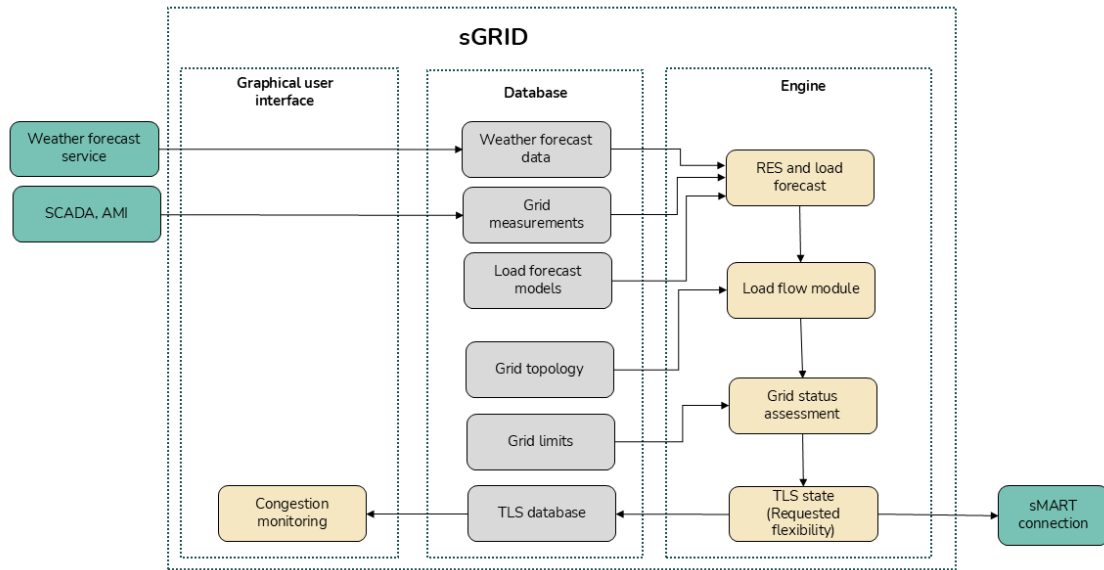 sGRID
Graphical user
interface
Database
Engine
Weather forecast
service
Weather forecast
data
RES and load
forecast
SCADA, AMI
Grid
measurements
Load forecast
models
Load flow module
Grid topology
Grid status
assessment
Grid limits
Congestion
monitoring
TLS database
TLS state
(Requested
flexibility)
sMART
connection